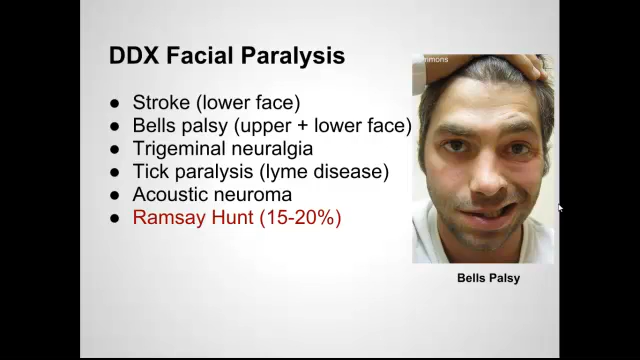 DDX Facial Paralysis
● Stroke (lower face)
● Bells palsy (upper + lower face)
● Trigeminal neuralgia
● Tick paralysis (lyme disease)
● Acoustic neuroma
● Ramsay Hunt (15-20%)
mmons
Bells Palsy